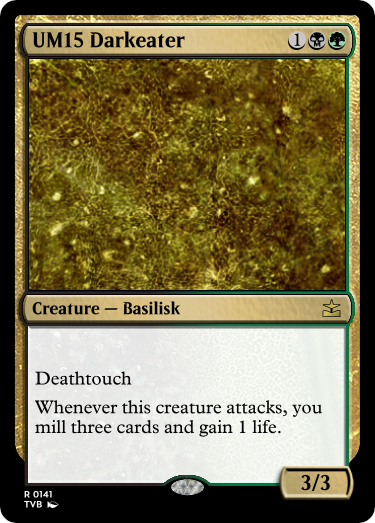 UM15 Darkeater 1
Creature — Basilisk
Deathtouch
Whenever this creature attacks, you
mill three cards and gain 1 life.
3/3
R 0141
TVB